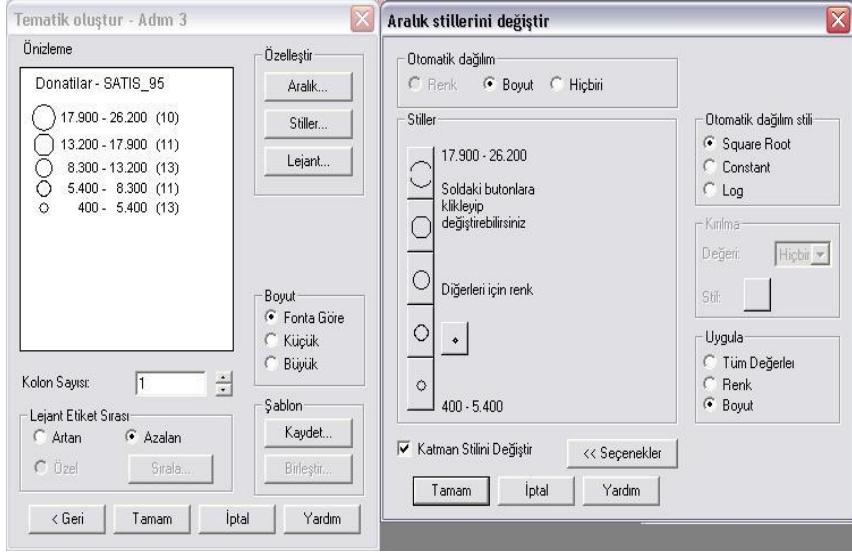 Tematik oluştur - Adım 3
Önizleme
Donatilar - SATIS_95
17.900 - 26.200 (10)
13.200 - 17.900 (11)
8.300 - 13.200 (13)
5.400 - 8.300 (11)
400 - 5.400 (13)
Özelleştir
Aralık...
Stiller...
Lejant...
Boyut
Fonta Göre
Küçük
Büyük
Kolon Sayısı:
1
Lejant Etiket Sırası
Artan
Azalan
Özel
Sırala...
Şablon
Kaydet...
Birleştir...
< Geri
Tamam
İptal
Yardım
Aralık stillerini değiştir
Otomatik dağılım
Renk
Boyut
Hiçbiri
Stiller
17.900 - 26.200
Soldaki butonlara
klikleyip
değiştirebilirsiniz
Diğerleri için renk
400 - 5.400
Otomatik dağılım stili
Square Root
Constant
Log
Kırılma
Değeri:
Hiçbir
Stil:
Uygula
Tüm Değerler
Renk
Boyut
Katman Stilini Değiştir
<< Seçenekler
Tamam
İptal
Yardım